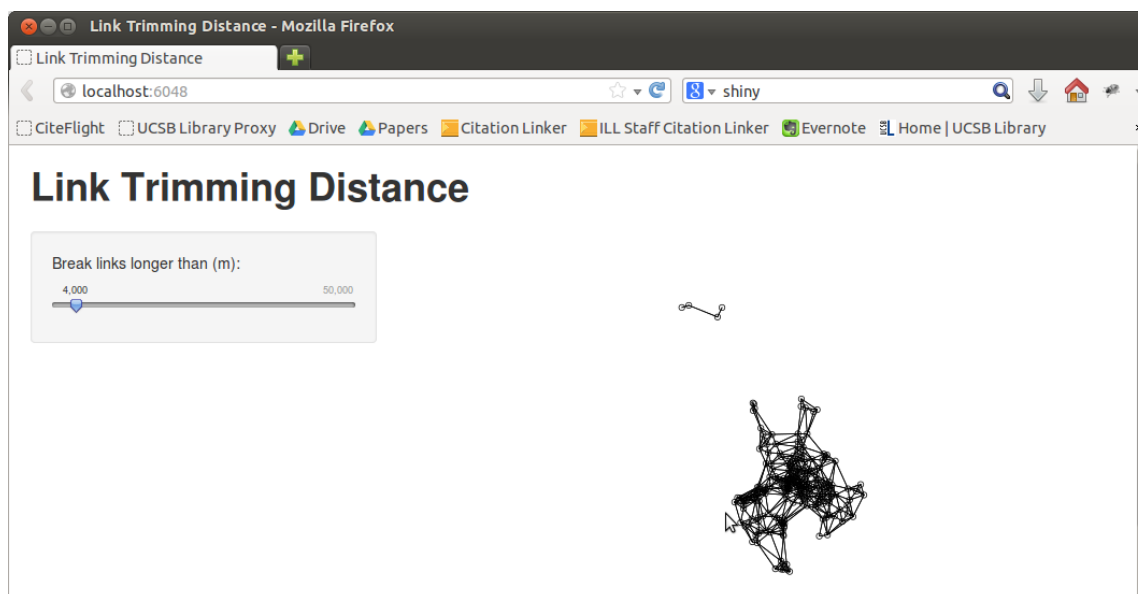 Link Trimming Distance - Mozilla Firefox
Link Trimming Distance
localhost:6048
8 shiny
CiteFlight UCSB Library Proxy Drive Papers Citation Linker ILL Staff Citation Linker Evernote Home | UCSB Library
Link Trimming Distance
Break links longer than (m):
4,000 50,000